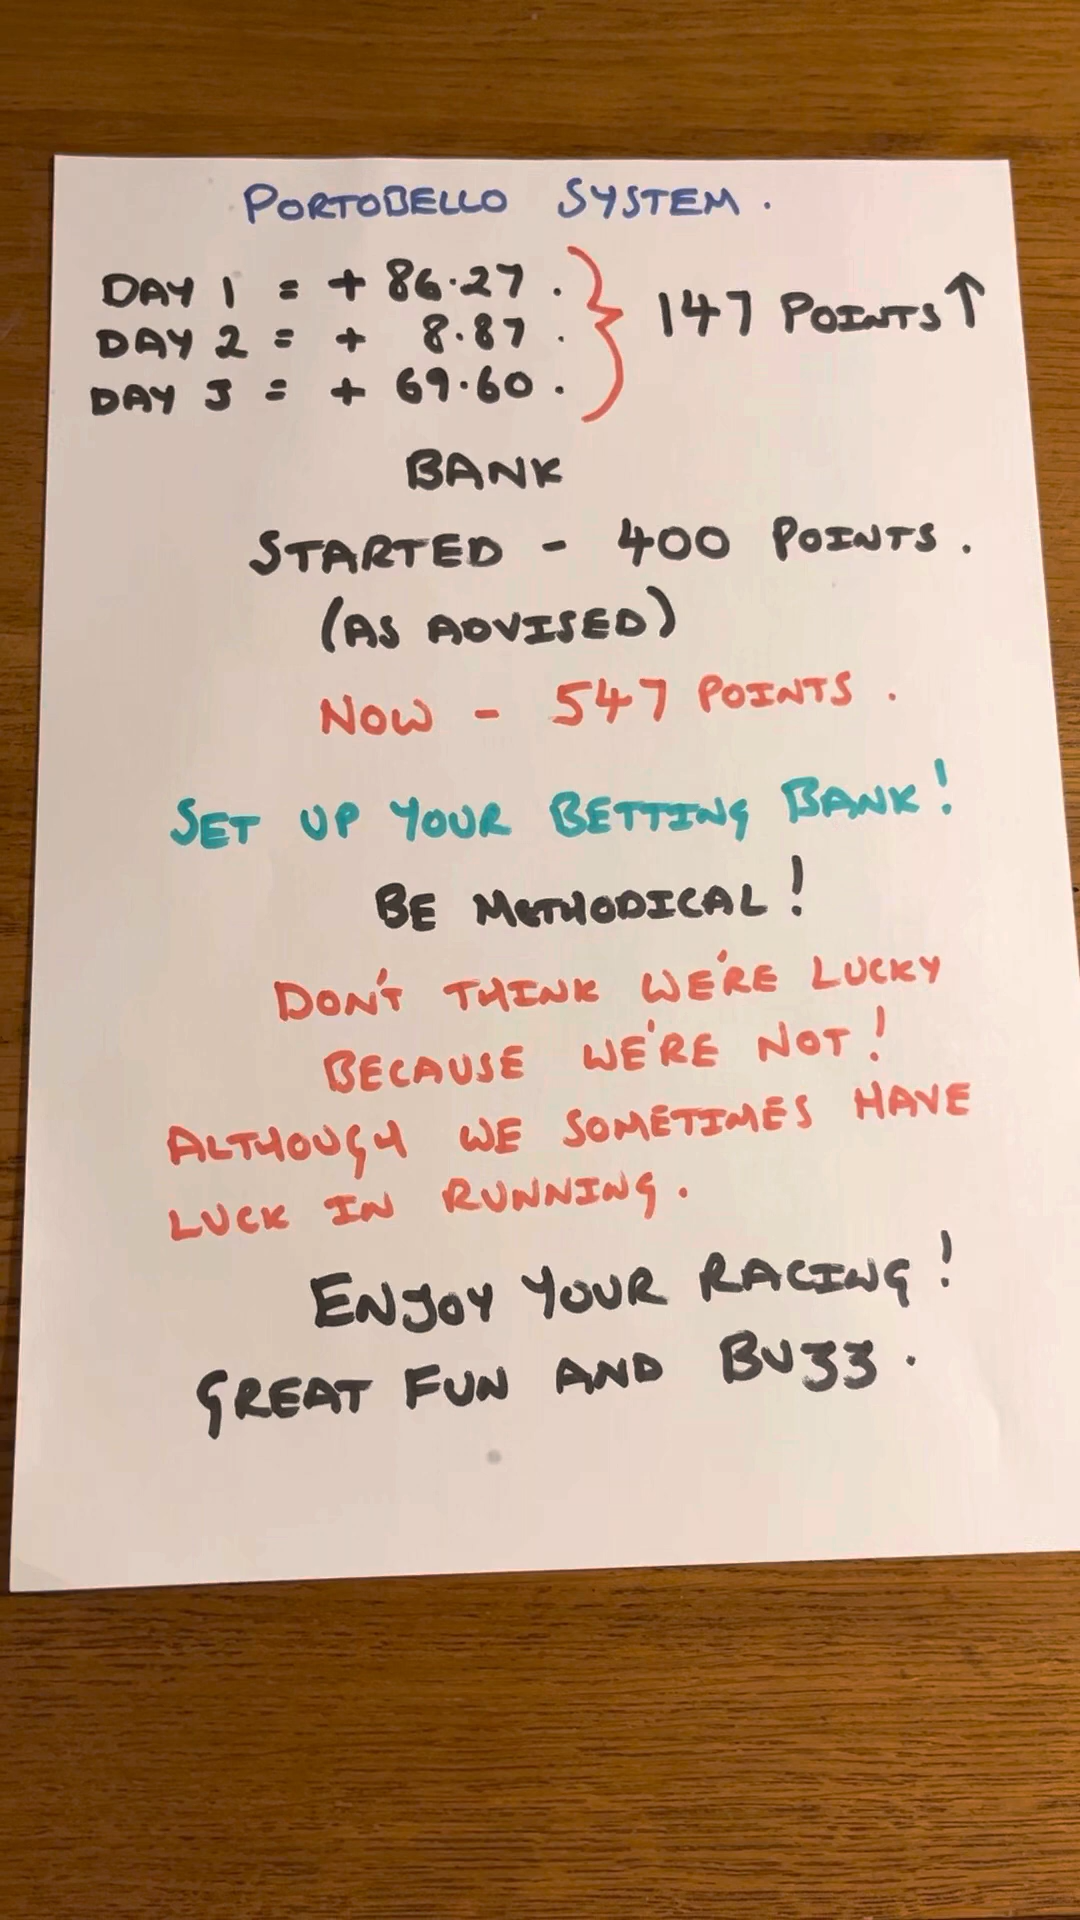 PORTOBELLO SYSTEM.
DAY 1 = + 86.27.
DAY 2 = + 8.87.
DAY 3 = + 69.60.
147 POINTS↑
BANK
STARTED - 400 POINTS.
(AS ADVISED)
NOW - 547 POINTS.
SET UP YOUR BETTING BANK!
BE METHODICAL!
DON'T THINK WE'RE LUCKY
BECAUSE WE'RE NOT!
ALTHOUGH WE SOMETIMES HAVE
LUCK IN RUNNING.
ENJOY YOUR RACING!
GREAT FUN AND BUZZ.